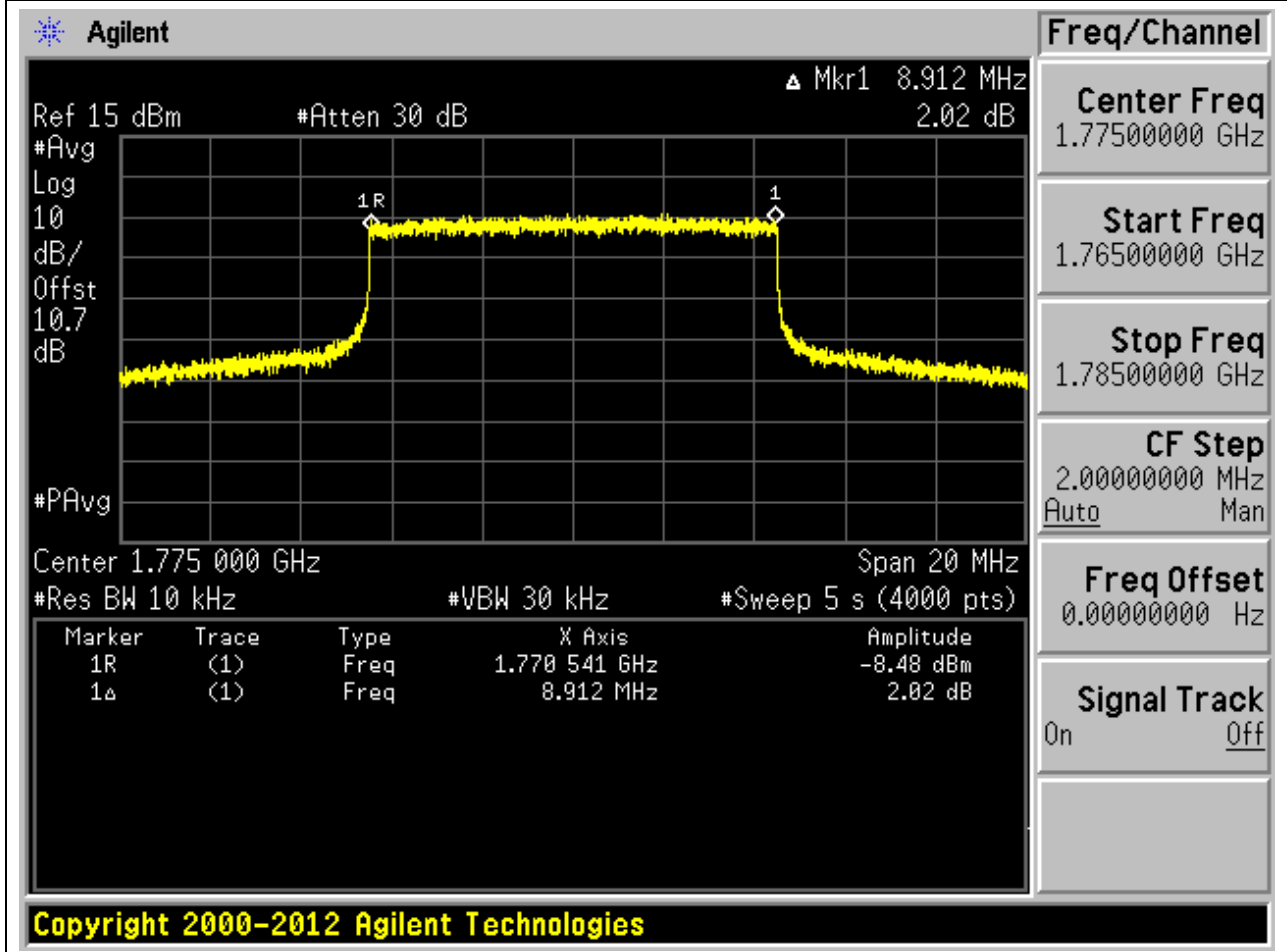 Agilent
Freq/Channel
Δ Mkr1 8.912 MHz
Ref 15 dBm #Atten 30 dB 2.02 dB
#Avg
Log
10
dB/
Offst
10.7
dB
1R
1
#PAvg
Center 1.775 000 GHz Span 20 MHz
#Res BW 10 kHz #VBW 30 kHz #Sweep 5 s (4000 pts)
Marker Trace Type X Axis Amplitude
1R (1) Freq 1.770 541 GHz -8.48 dBm
1Δ (1) Freq 8.912 MHz 2.02 dB
Center Freq
1.77500000 GHz
Start Freq
1.76500000 GHz
Stop Freq
1.78500000 GHz
CF Step
2.00000000 MHz
Auto Man
Freq Offset
0.00000000 Hz
Signal Track
On Off
Copyright 2000-2012 Agilent Technologies